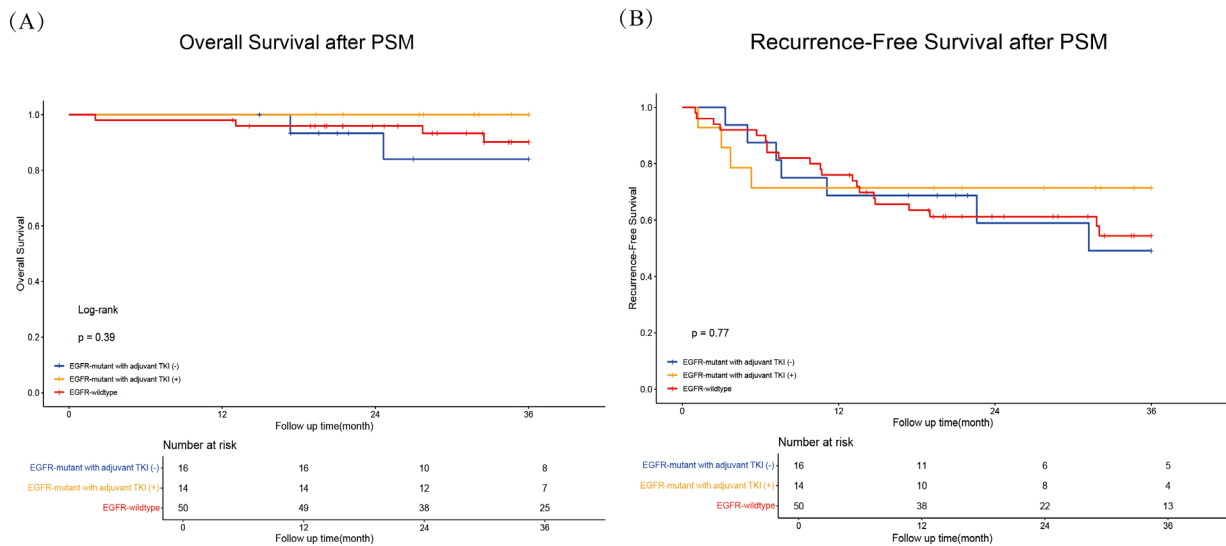 (A)
Overall Survival after PSM
1.0
0.8
0.6
0.4
0.2
0.0
Overall Survival
Log-rank
p = 0.39
EGFR-mutant with adjuvant TKI (-)
EGFR-mutant with adjuvant TKI (+)
EGFR-wildtype
0 12 24 36
Follow up time(month)
Number at risk
EGFR-mutant with adjuvant TKI (-) 16 16 10 8
EGFR-mutant with adjuvant TKI (+) 14 14 12 7
EGFR-wildtype 50 49 38 25
0 12 24 36
Follow up time(month)
(B)
Recurrence-Free Survival after PSM
1.0
0.8
0.6
0.4
0.2
0.0
Recurrence-Free Survival
p = 0.77
EGFR-mutant with adjuvant TKI (-)
EGFR-mutant with adjuvant TKI (+)
EGFR-wildtype
0 12 24 36
Follow up time(month)
Number at risk
EGFR-mutant with adjuvant TKI (-) 16 11 6 5
EGFR-mutant with adjuvant TKI (+) 14 10 8 4
EGFR-wildtype 50 38 22 13
0 12 24 36
Follow up time(month)